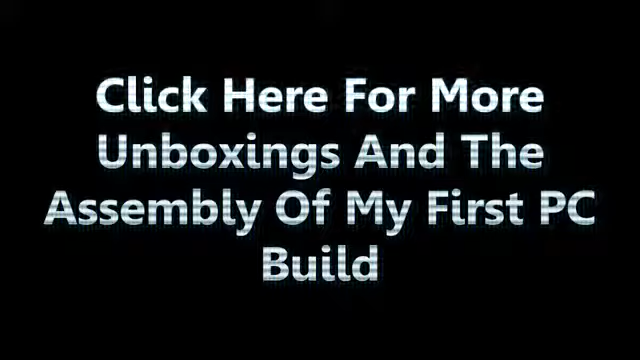 Click Here For More
Unboxings And The
Assembly Of My First PC
Build